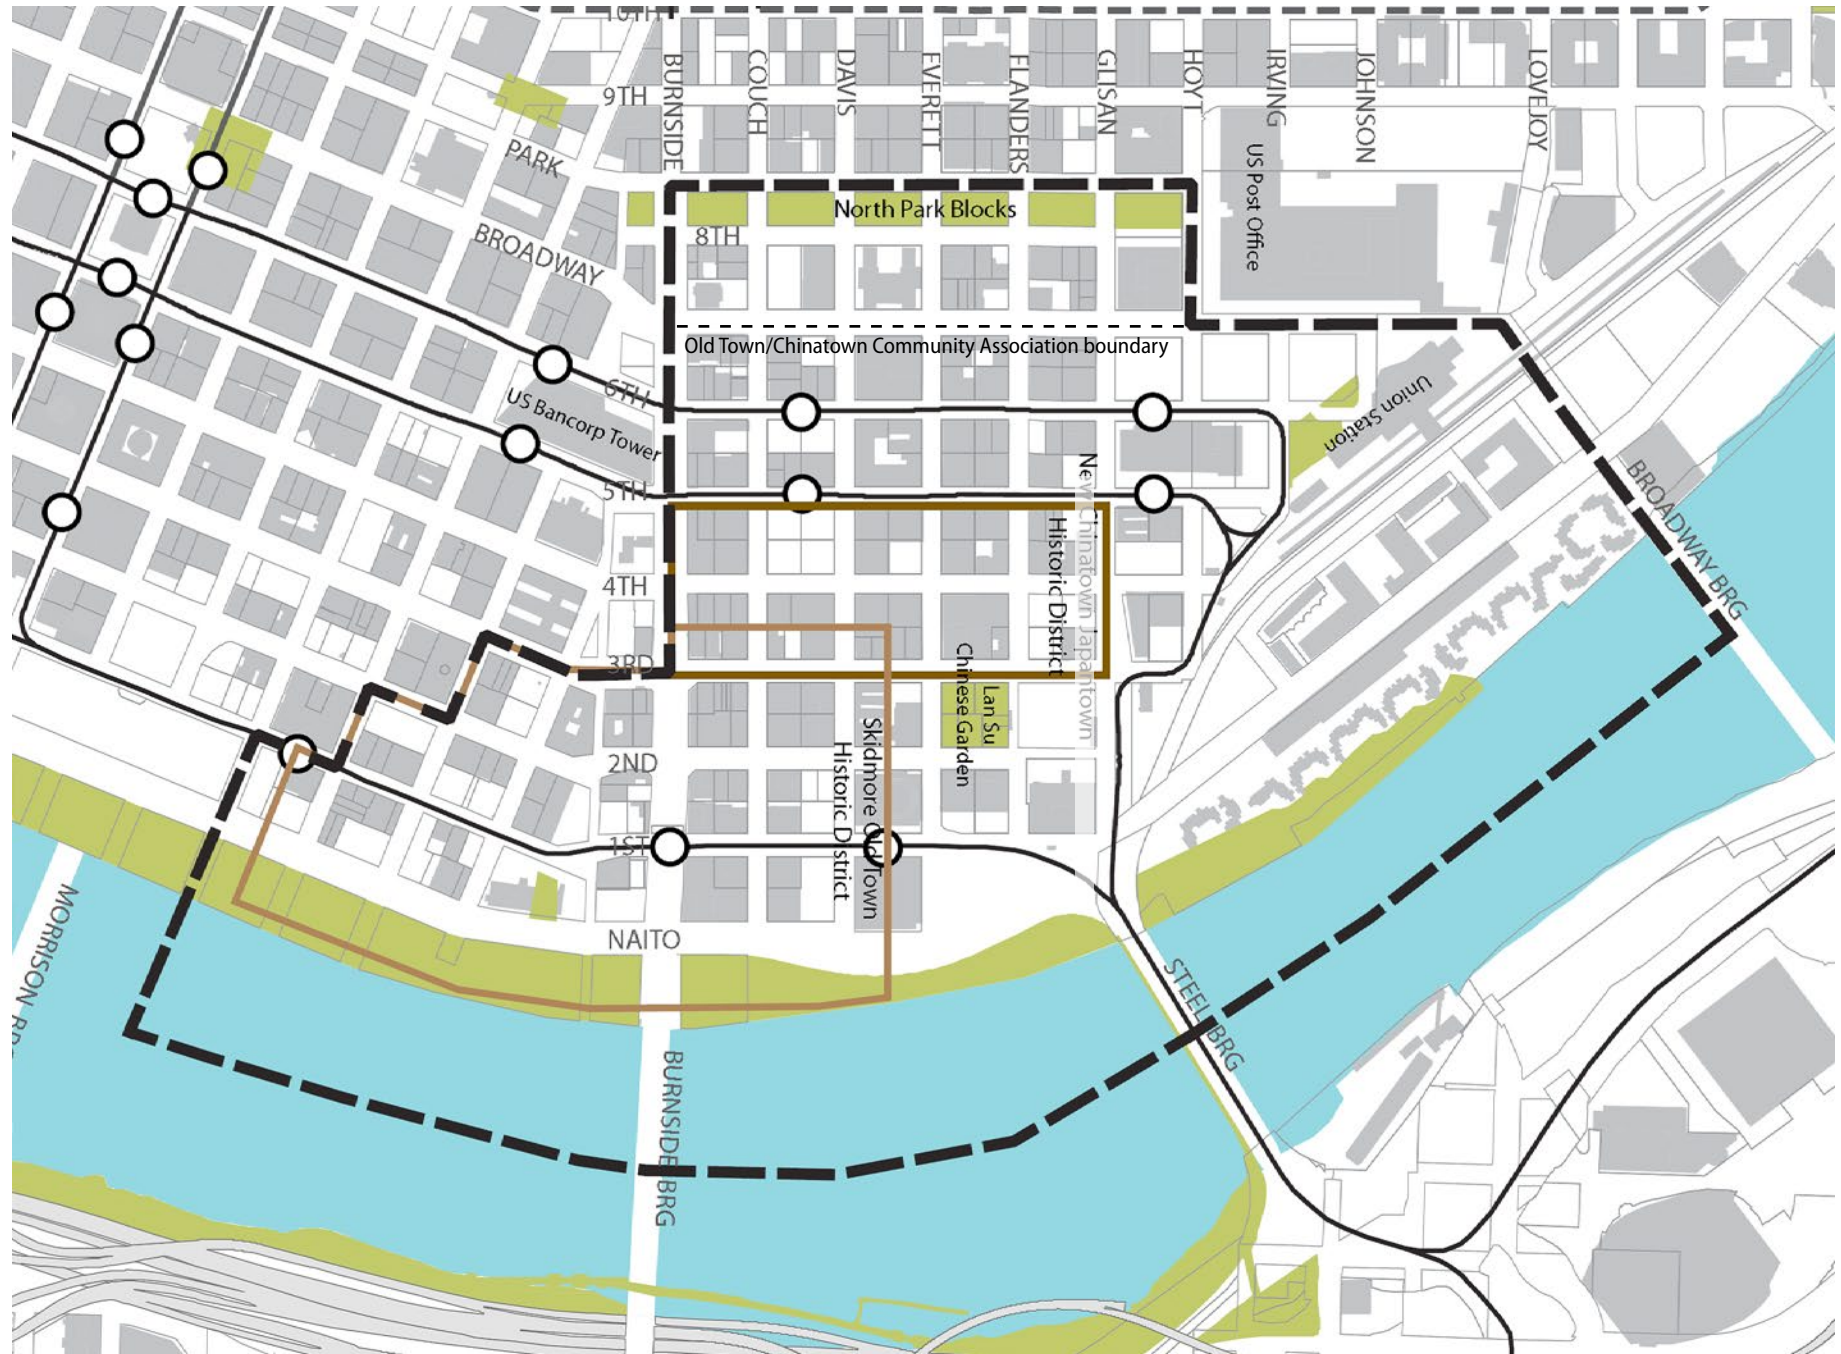 10TH
BURNSIDE
COUCH
DAVIS
EVERETT
FLANDERS
GLISAN
HOYT
IRVING
JOHNSON
LOVEJOY
9TH
PARK
US Post Office
North Park Blocks
8TH
BROADWAY
Old Town/Chinatown Community Association boundary
6TH
US Bancorp Tower
Union Station
5TH
New Chinatown Japantown
Historic District
BROADWAY BRG
4TH
3RD
Lan Su
Chinese Garden
Skidmore Old Town
Historic District
2ND
1ST
NAITO
MORRISON
STEEL BRG
BURNSIDE BRG